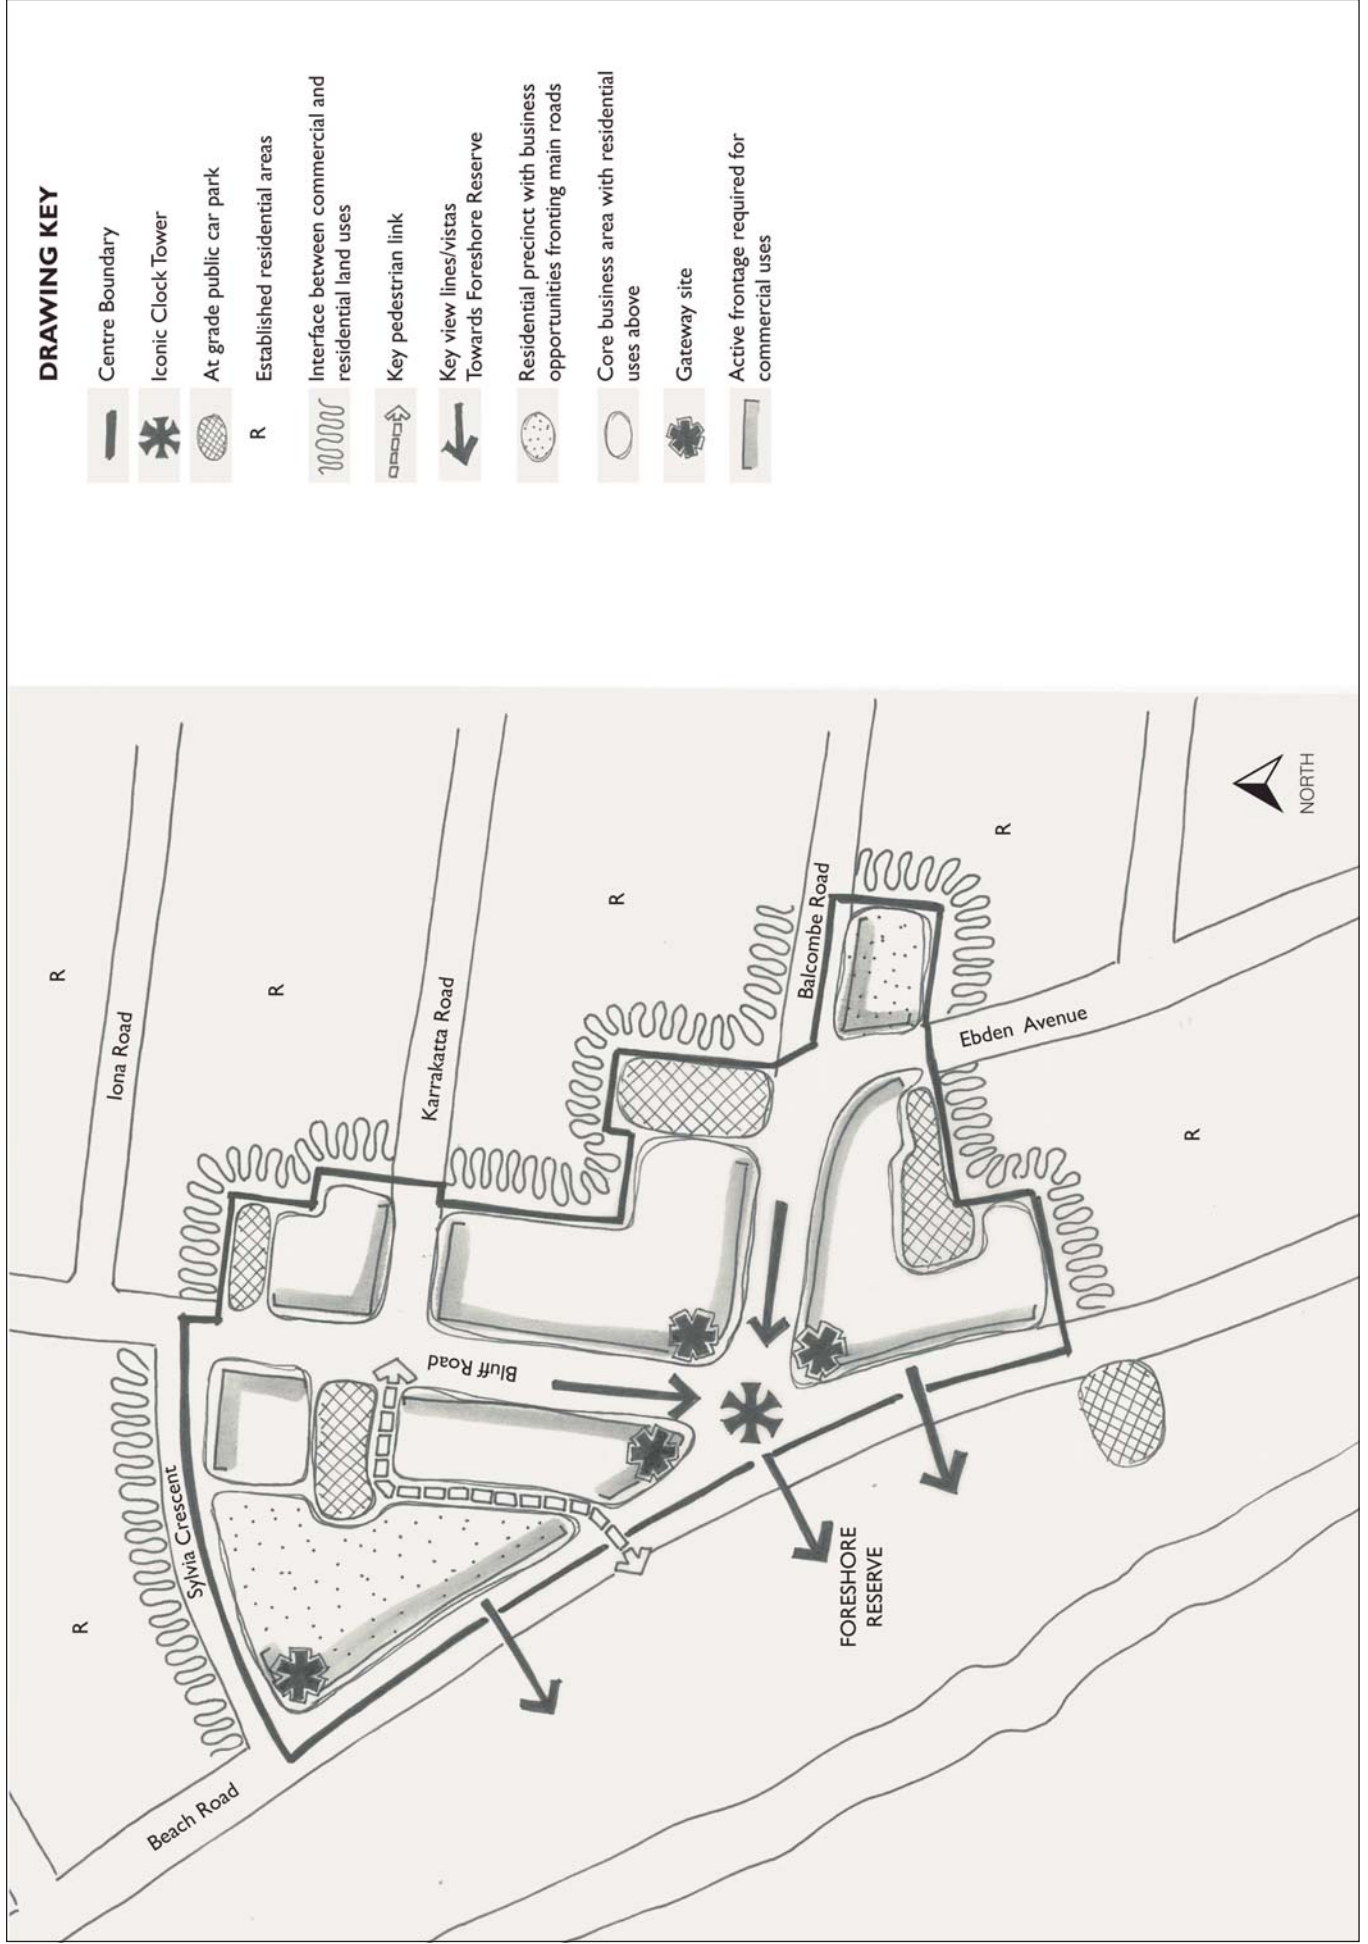 DRAWING KEY
Centre Boundary
Iconic Clock Tower
At grade public car park
R
Established residential areas
Interface between commercial and
residential land uses
Key pedestrian link
Key view lines/vistas
Towards Foreshore Reserve
Residential precinct with business
opportunities fronting main roads
Core business area with residential
uses above
Gateway site
Active frontage required for
commercial uses
R
Iona Road
R
Karrakatta Road
R
Balcombe Road
R
Ebden Avenue
R
NORTH
Bluff Road
Sylvia Crescent
R
Beach Road
FORESHORE
RESERVE